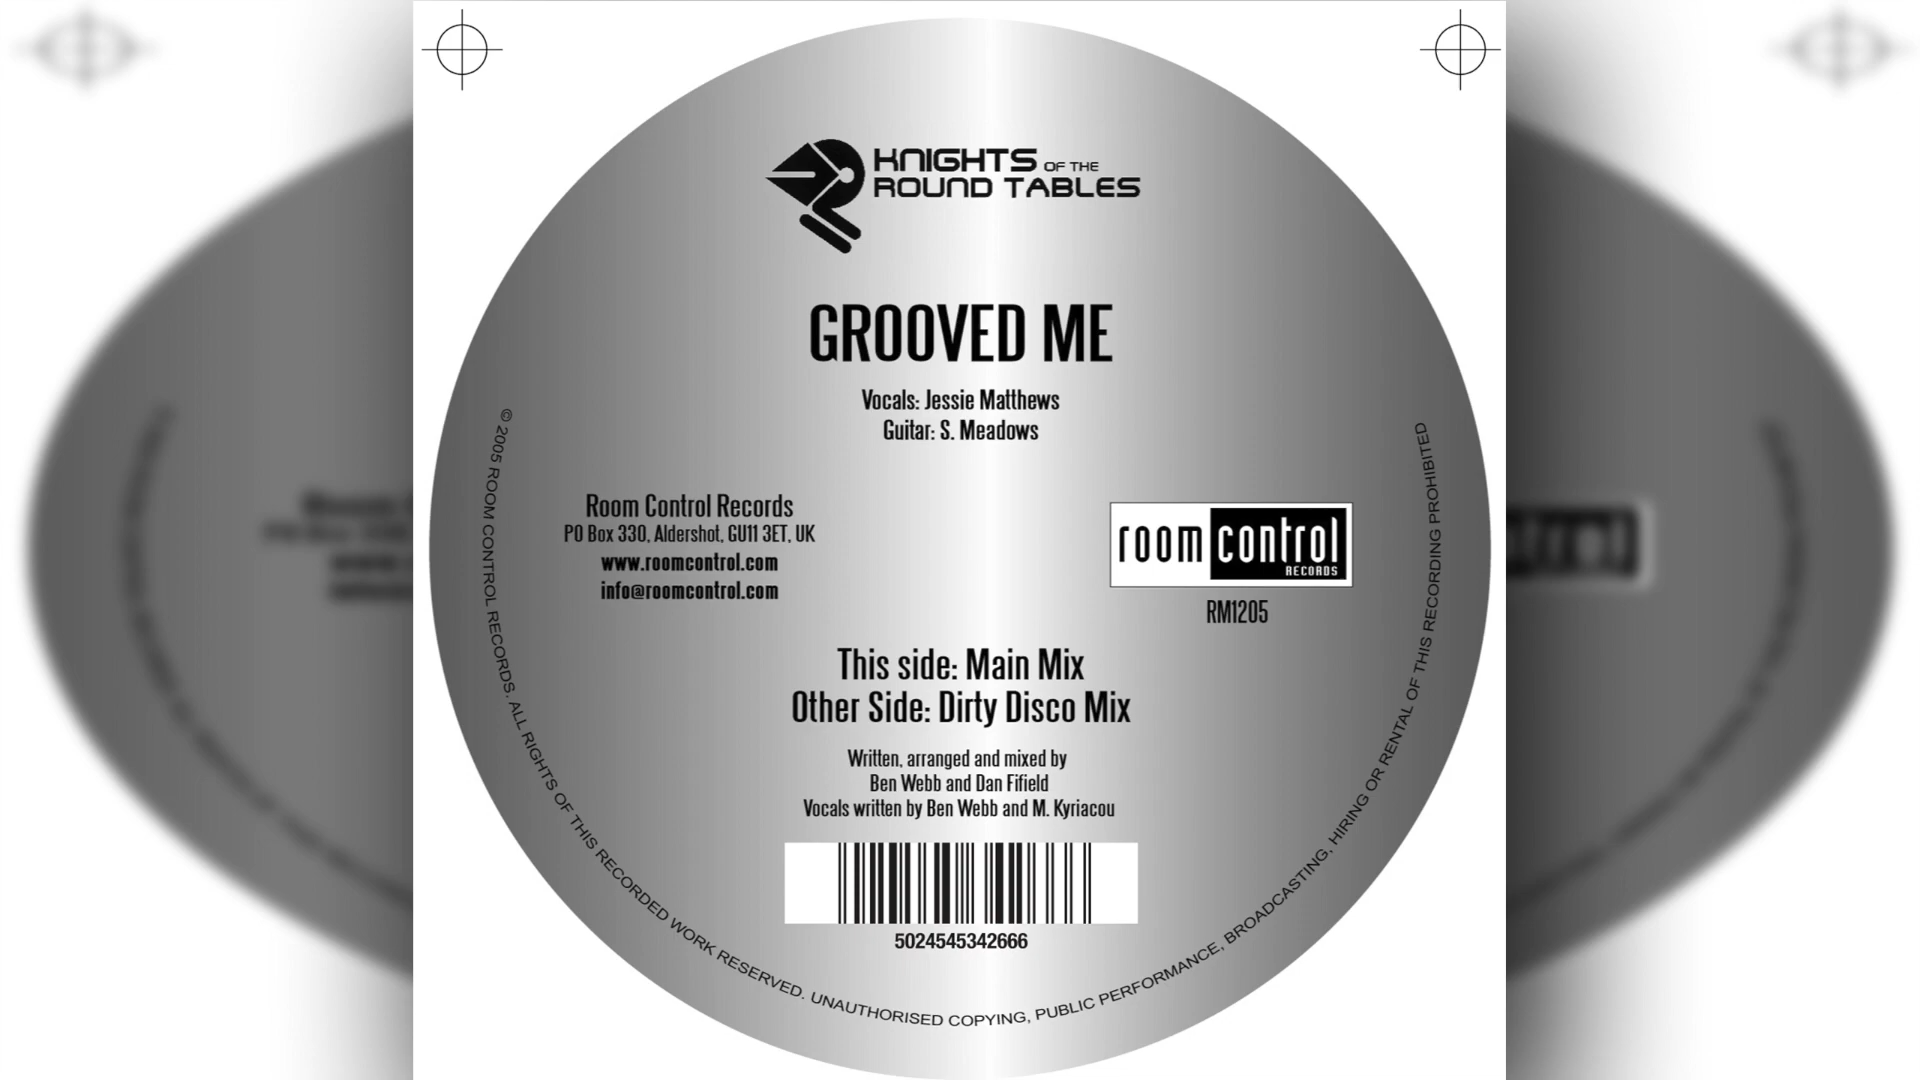 KNIGHTS OF THE
ROUND TABLES
GROOVED ME
Vocals: Jessie Matthews
Guitar: S. Meadows
Room Control Records
PO Box 330, Aldershot, GU11 3ET, UK
www.roomcontrol.com
info@roomcontrol.com
room control
RECORDS
RM1205
This side: Main Mix
Other Side: Dirty Disco Mix
Written, arranged and mixed by
Ben Webb and Dan Fifield
Vocals written by Ben Webb and M. Kyriacou
5024545342666
© 2005 ROOM CONTROL RECORDS. ALL RIGHTS OF THIS RECORDED WORK RESERVED. UNAUTHORISED COPYING, PUBLIC PERFORMANCE, BROADCASTING, HIRING OR RENTAL OF THIS RECORDING PROHIBITED